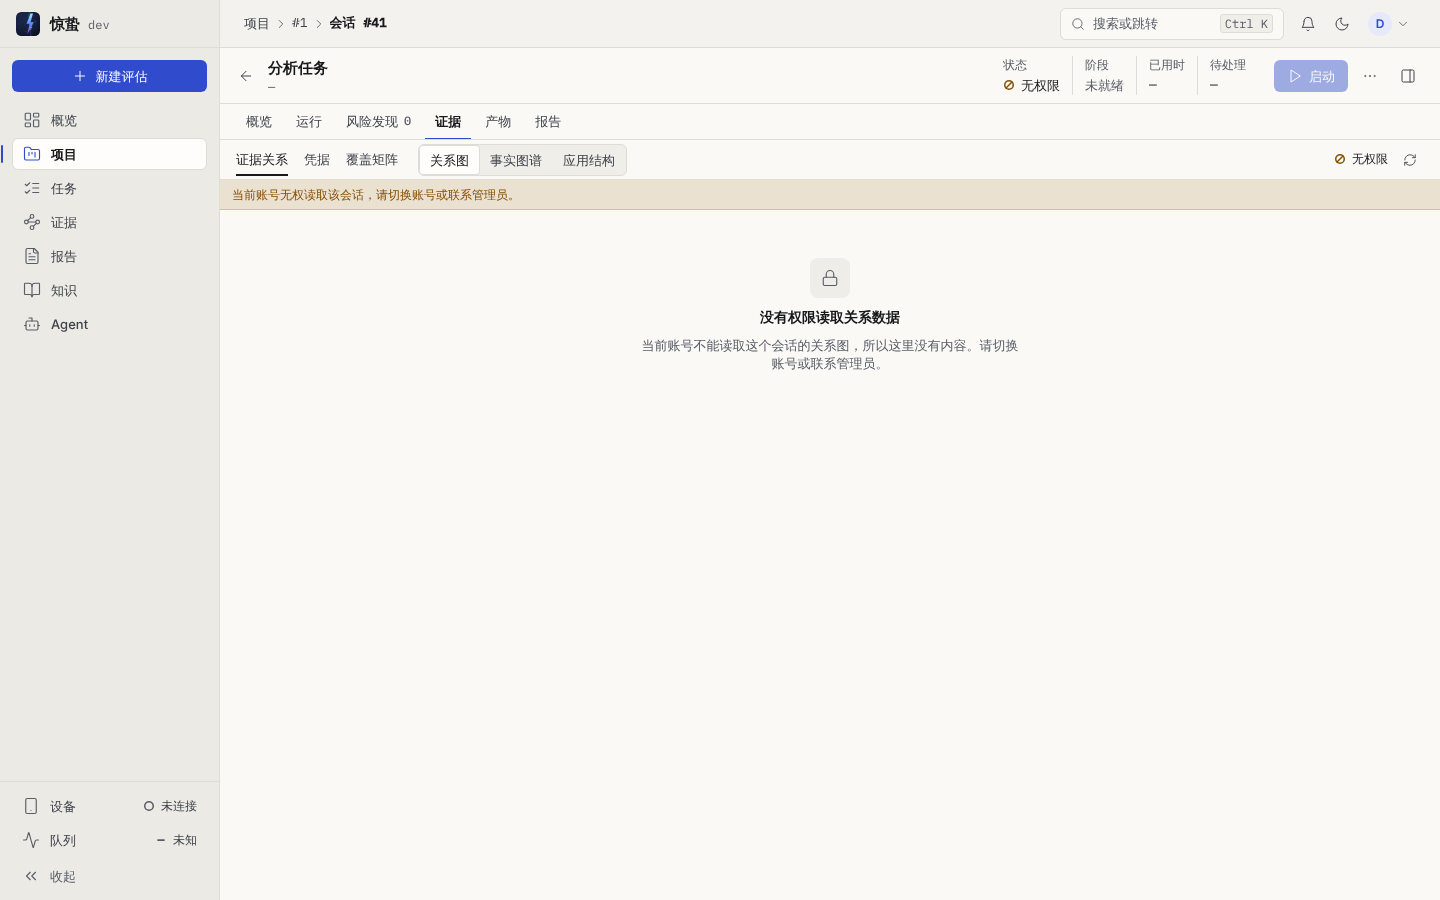 惊蛰 dev
项目 #1 会话 #41
搜索或跳转 Ctrl K
D
新建评估
概览
项目
任务
证据
报告
知识
Agent
设备 未连接
队列 — 未知
收起
分析任务
—
状态 阶段 已用时 待处理
无权限 未就绪 — —
启动
概览 运行 风险发现 0 证据 产物 报告
证据关系 凭据 覆盖矩阵 关系图 事实图谱 应用结构
无权限
当前账号无权读取该会话，请切换账号或联系管理员。
没有权限读取关系数据
当前账号不能读取这个会话的关系图，所以这里没有内容。请切换
账号或联系管理员。